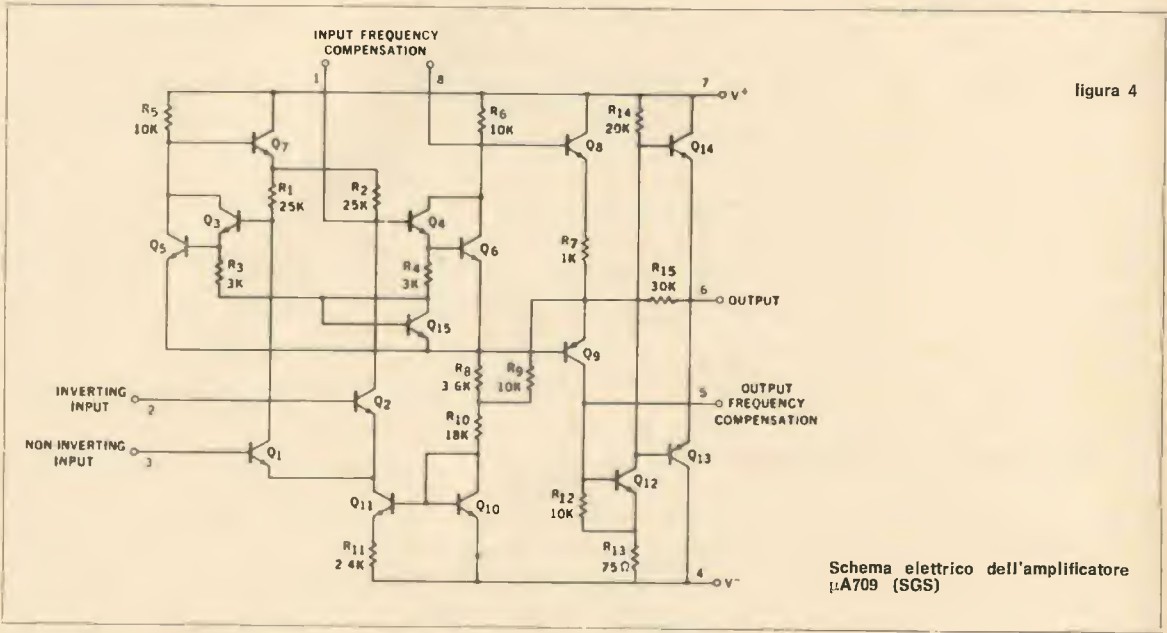 INPUT FREQUENCY
COMPENSATION
1
8
7
V+
figura 4
R5
10K
R6
10K
R14
20K
Q7
Q8
Q14
R1
25K
R2
25K
Q3
Q4
Q5
Q6
R3
3K
R4
3K
R7
1K
R15
30K
6
OUTPUT
Q15
Q9
R8
3 6K
R9
10K
INVERTING
INPUT
2
Q2
5
OUTPUT
FREQUENCY
COMPENSATION
R10
18K
NON INVERTING
INPUT
3
Q1
Q13
Q12
Q11
Q10
R12
10K
R11
2 4K
R13
75Ω
4
V-
Schema elettrico dell'amplificatore
μA709 (SGS)